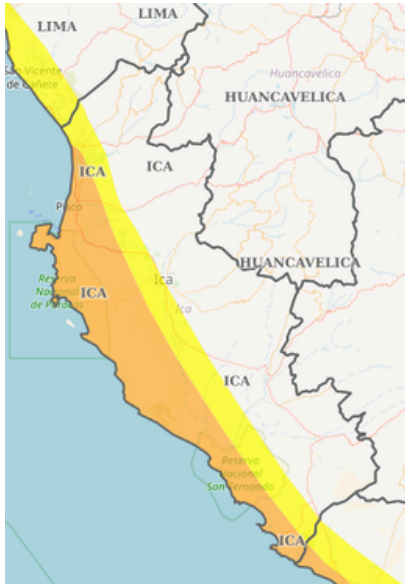 LIMA
LIMA
San Vicente
de Cañete
Huancavelica
HUANCAVELICA
ICA
ICA
Pisco
HUANCAVELICA
Reserva
Nacional
de Paracas
ICA
Ica
Ica
ICA
Reserva
Nacional
San Fernando
ICA